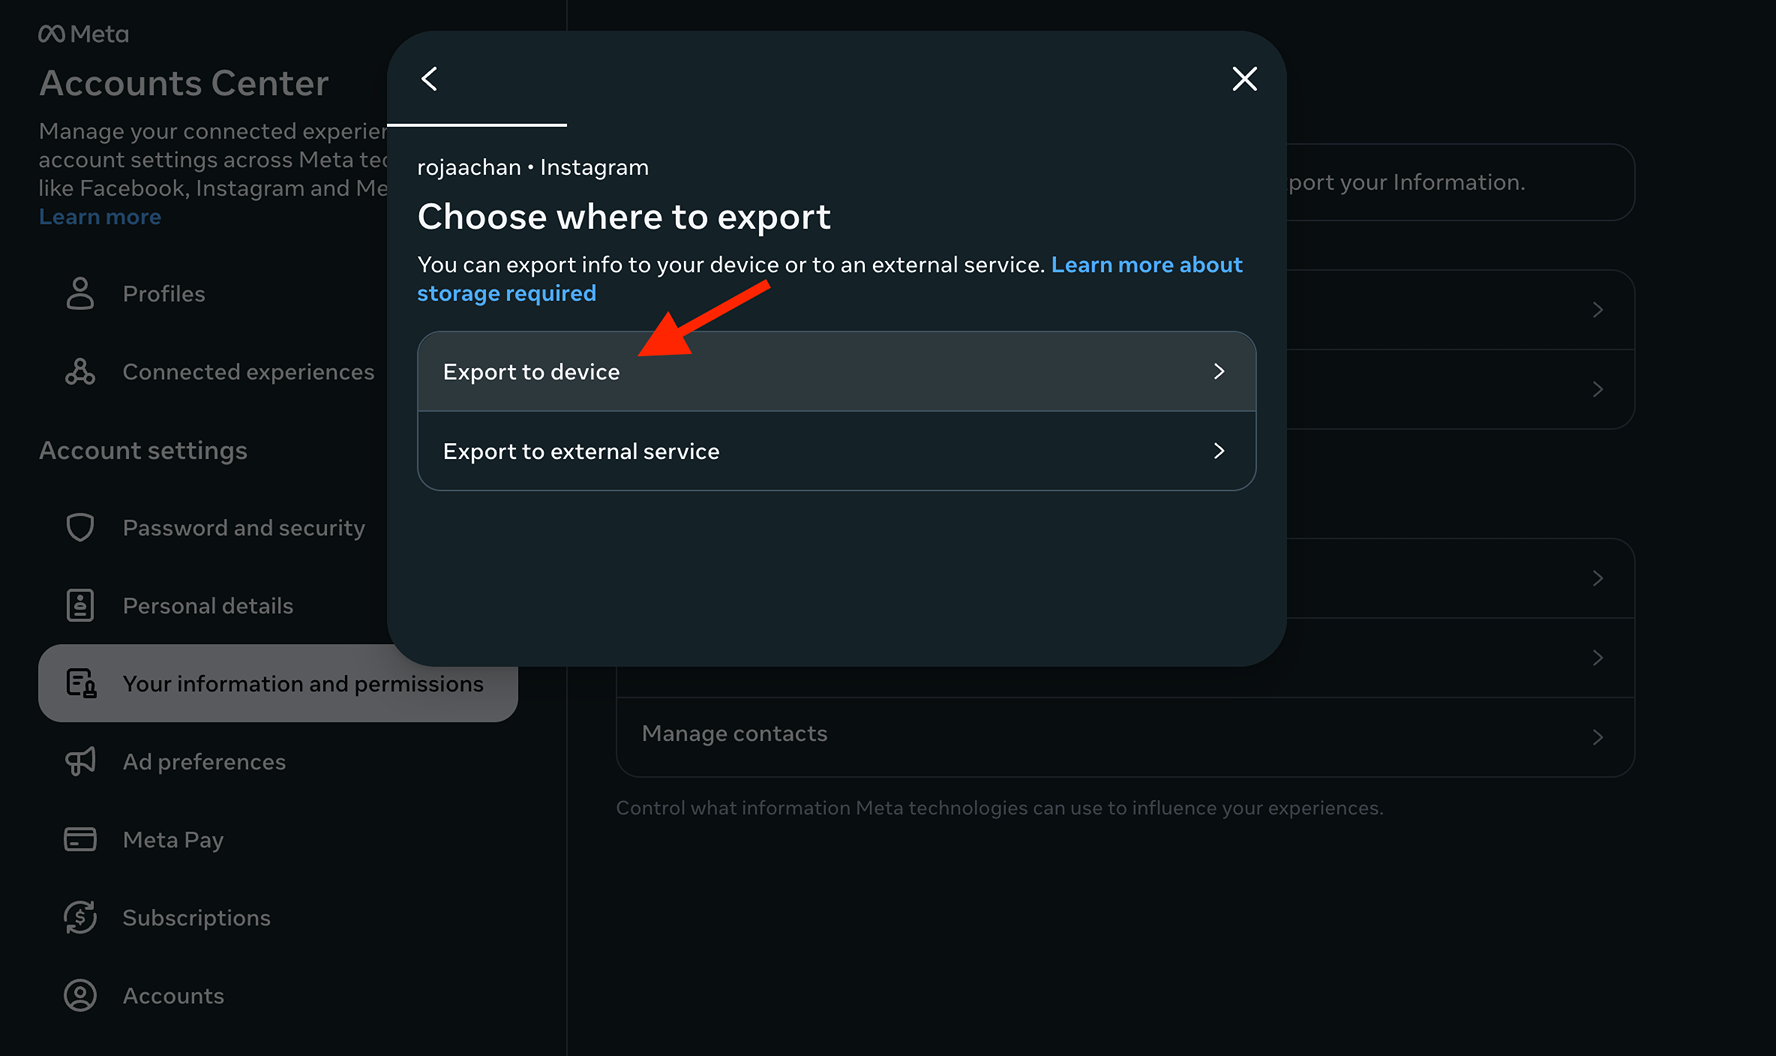 Meta
Accounts Center
Manage your connected experien
account settings across Meta tec
like Facebook, Instagram and Me
Learn more
Profiles
Connected experiences
Account settings
Password and security
Personal details
Your information and permissions
Ad preferences
Meta Pay
Subscriptions
Accounts
rojaachan • Instagram
Choose where to export
You can export info to your device or to an external service. Learn more about
storage required
Export to device
Export to external service
port your Information.
Manage contacts
Control what information Meta technologies can use to influence your experiences.